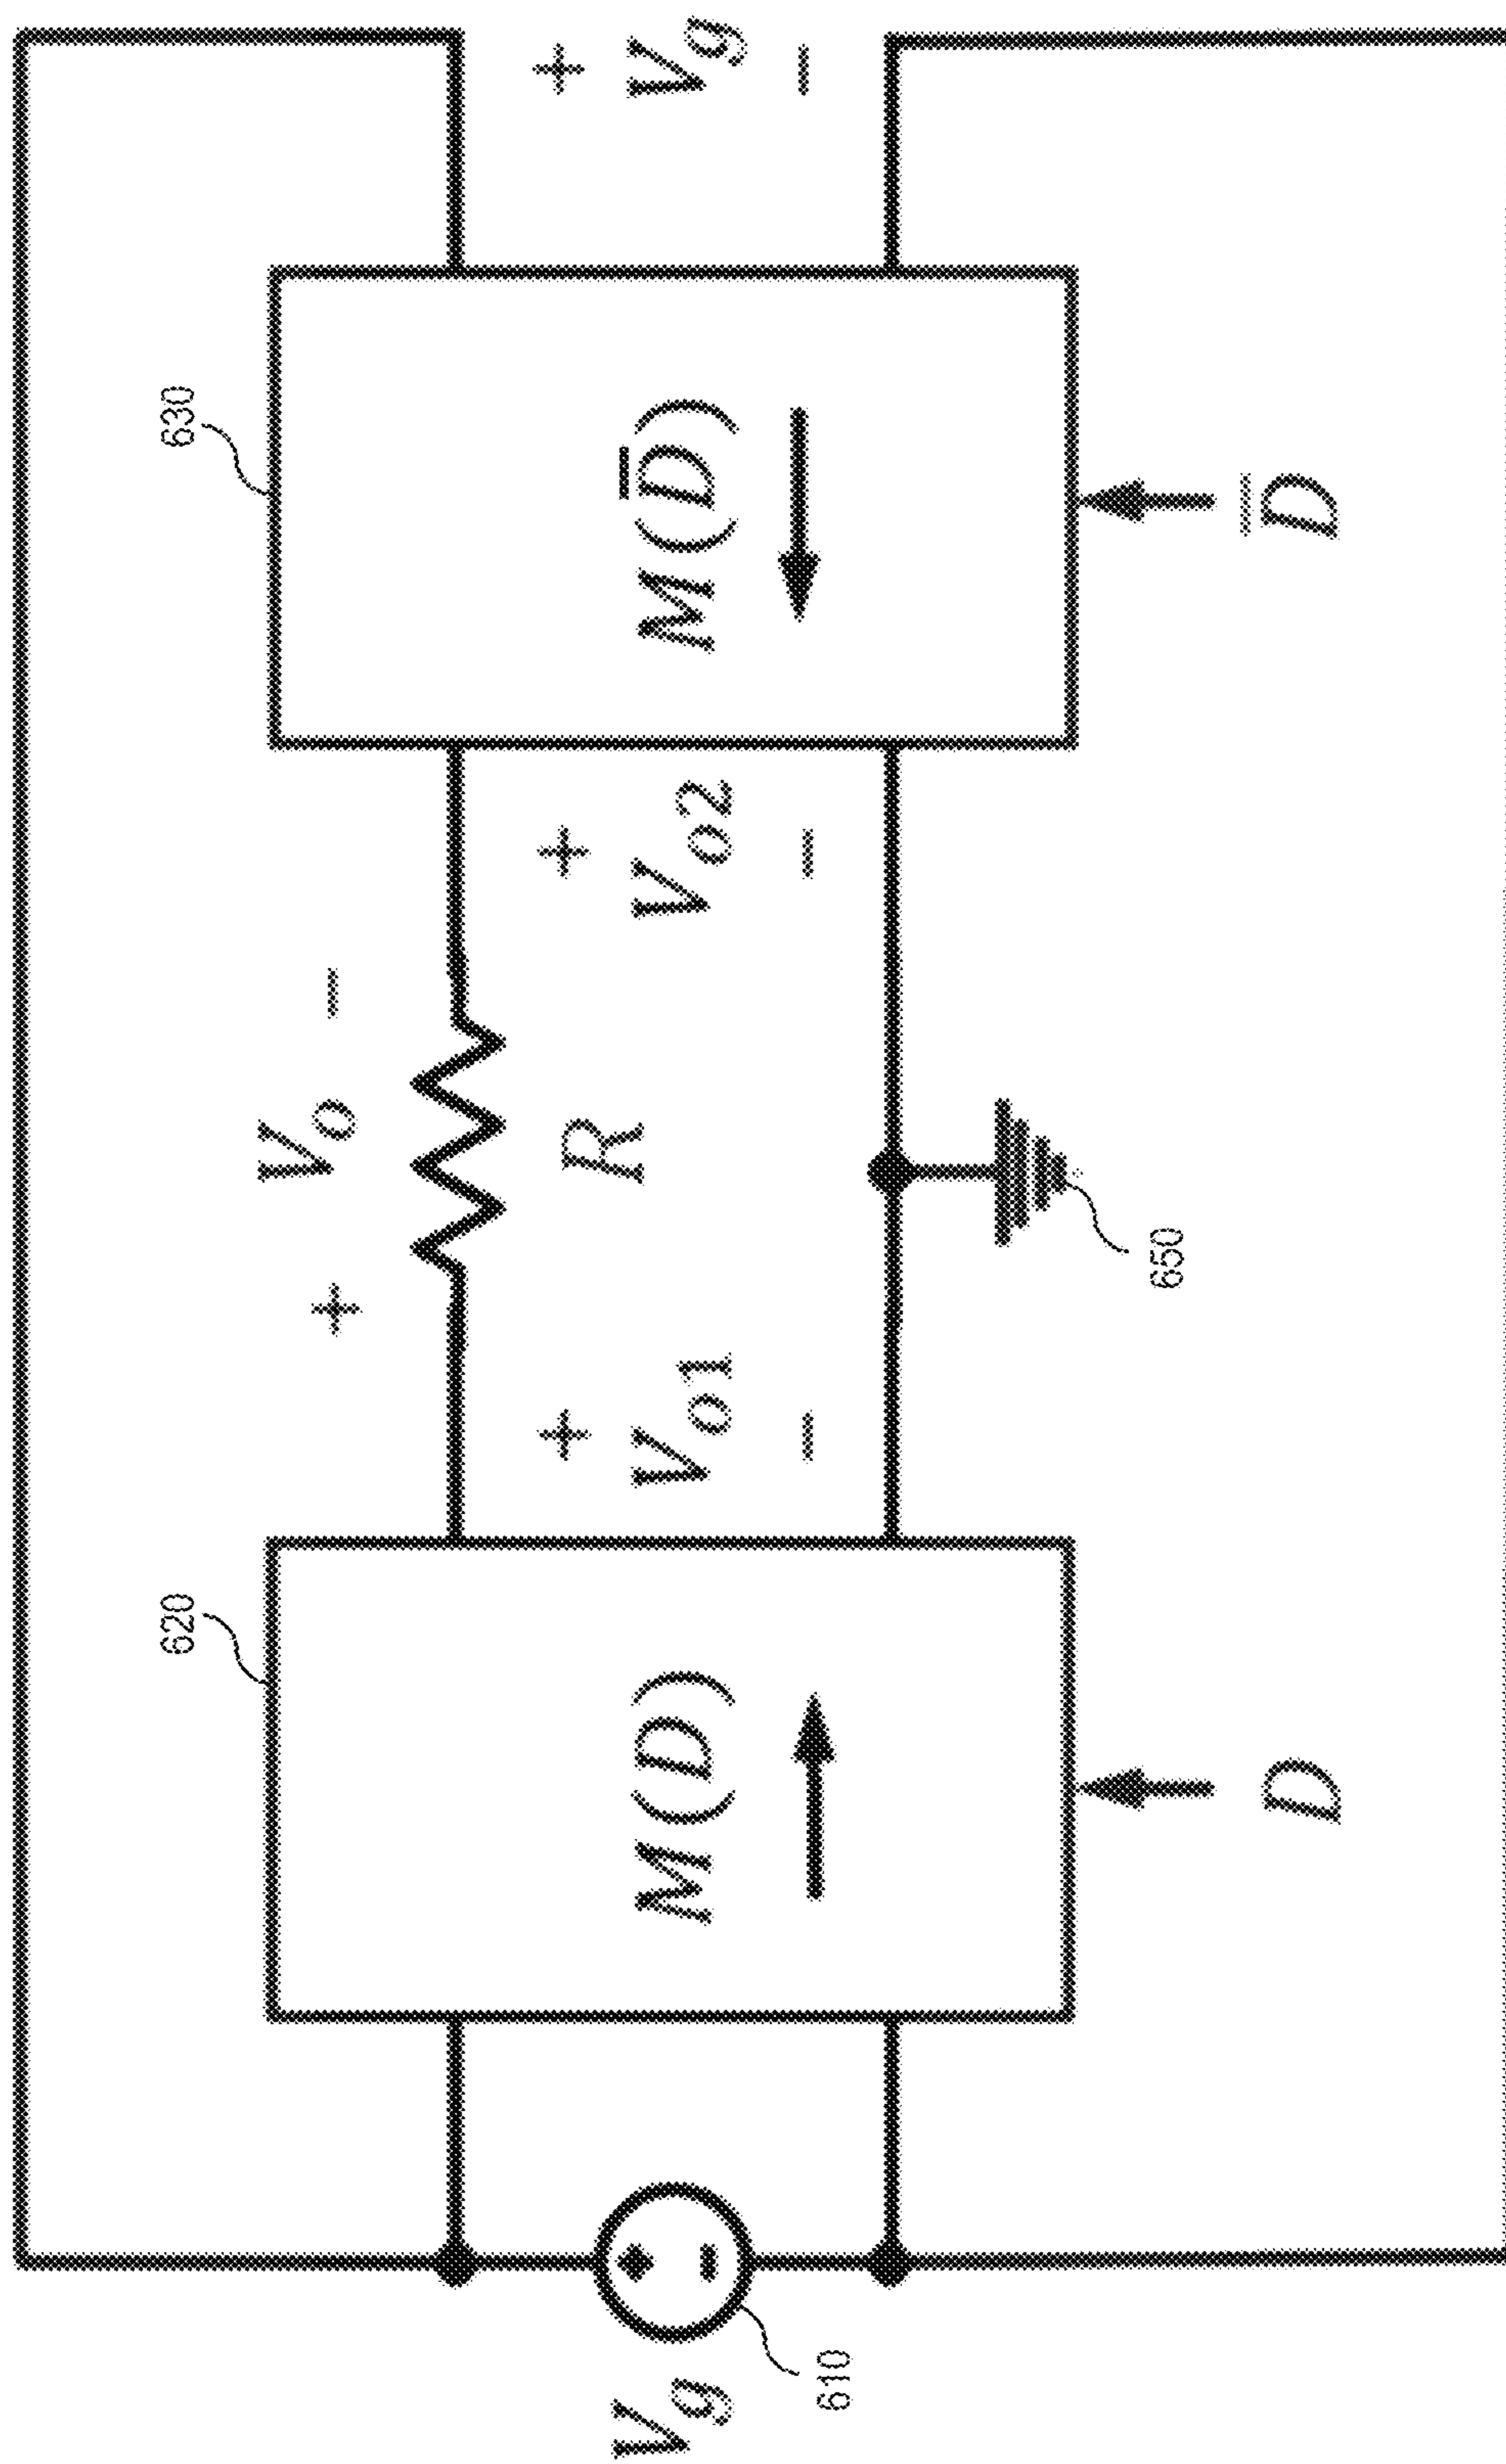 620
630
+ Vo −
Vg
+
−
610
M(D)
+
Vo1
−
R
+
Vo2
−
M(D̅)
+
Vg
−
650
D
D̅